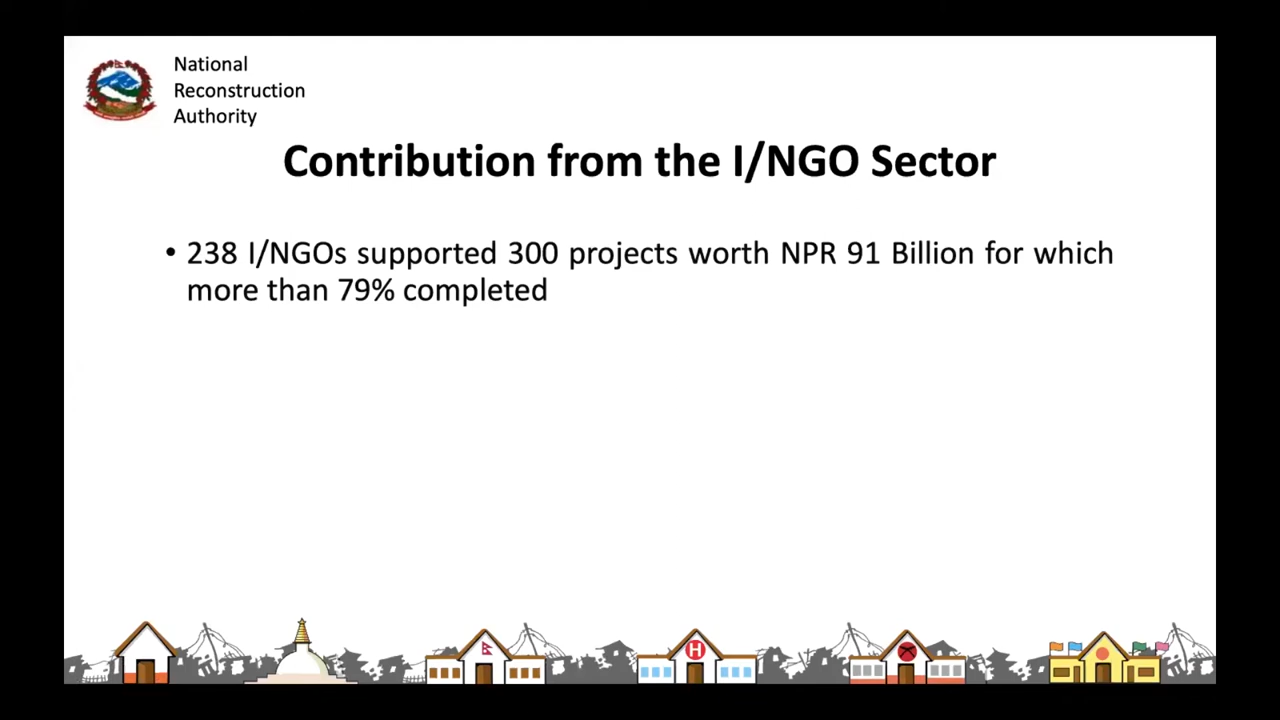 National
Reconstruction
Authority
Contribution from the I/NGO Sector
• 238 I/NGOs supported 300 projects worth NPR 91 Billion for which
more than 79% completed
H